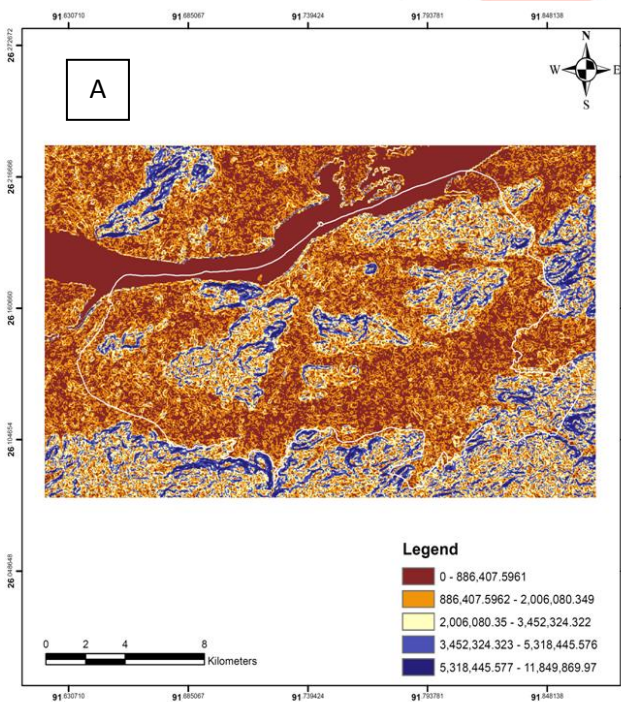 91.630710 91.685067 91.739424 91.793781 91.848138
26.272672
N
W E
S
A
26.216666
26.160660
26.104654
26.048648
Legend
0 - 886,407.5961
886,407.5962 - 2,006,080.349
2,006,080.35 - 3,452,324.322
3,452,324.323 - 5,318,445.576
5,318,445.577 - 11,849,869.97
0 2 4 8
Kilometers
91.630710 91.685067 91.739424 91.793781 91.848138